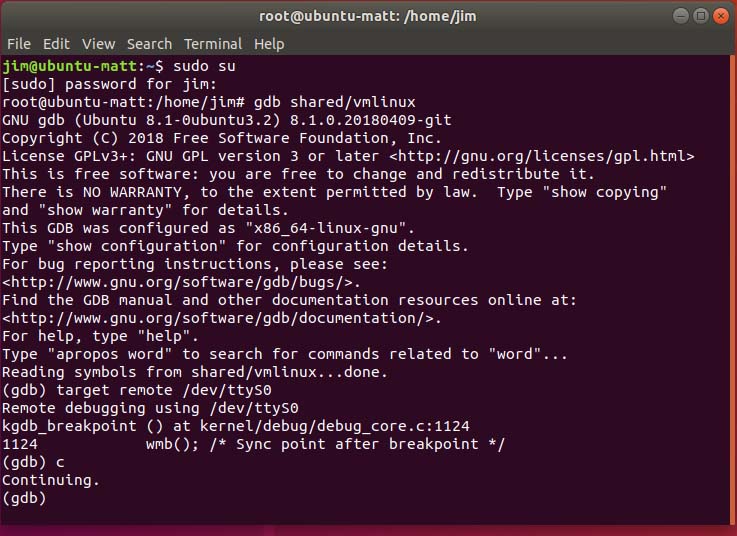 root@ubuntu-matt: /home/jim
File Edit View Search Terminal Help
jim@ubuntu-matt:~$ sudo su
[sudo] password for jim:
root@ubuntu-matt:/home/jim# gdb shared/vmlinux
GNU gdb (Ubuntu 8.1-0ubuntu3.2) 8.1.0.20180409-git
Copyright (C) 2018 Free Software Foundation, Inc.
License GPLv3+: GNU GPL version 3 or later <http://gnu.org/licenses/gpl.html>
This is free software: you are free to change and redistribute it.
There is NO WARRANTY, to the extent permitted by law.  Type "show copying"
and "show warranty" for details.
This GDB was configured as "x86_64-linux-gnu".
Type "show configuration" for configuration details.
For bug reporting instructions, please see:
<http://www.gnu.org/software/gdb/bugs/>.
Find the GDB manual and other documentation resources online at:
<http://www.gnu.org/software/gdb/documentation/>.
For help, type "help".
Type "apropos word" to search for commands related to "word"...
Reading symbols from shared/vmlinux...done.
(gdb) target remote /dev/ttyS0
Remote debugging using /dev/ttyS0
kgdb_breakpoint () at kernel/debug/debug_core.c:1124
1124            wmb(); /* Sync point after breakpoint */
(gdb) c
Continuing.
(gdb)